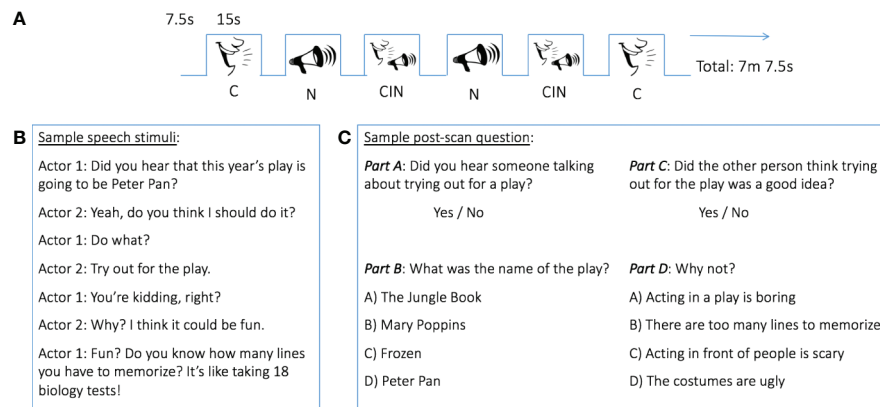 A
7.5s 15s
Total: 7m 7.5s
C N CIN N CIN C
B
Sample speech stimuli:
Actor 1: Did you hear that this year's play is
going to be Peter Pan?
Actor 2: Yeah, do you think I should do it?
Actor 1: Do what?
Actor 2: Try out for the play.
Actor 1: You're kidding, right?
Actor 2: Why? I think it could be fun.
Actor 1: Fun? Do you know how many lines
you have to memorize? It's like taking 18
biology tests!
C
Sample post-scan question:
Part A: Did you hear someone talking
about trying out for a play?
Yes / No
Part B: What was the name of the play?
A) The Jungle Book
B) Mary Poppins
C) Frozen
D) Peter Pan
Part C: Did the other person think trying
out for the play was a good idea?
Yes / No
Part D: Why not?
A) Acting in a play is boring
B) There are too many lines to memorize
C) Acting in front of people is scary
D) The costumes are ugly